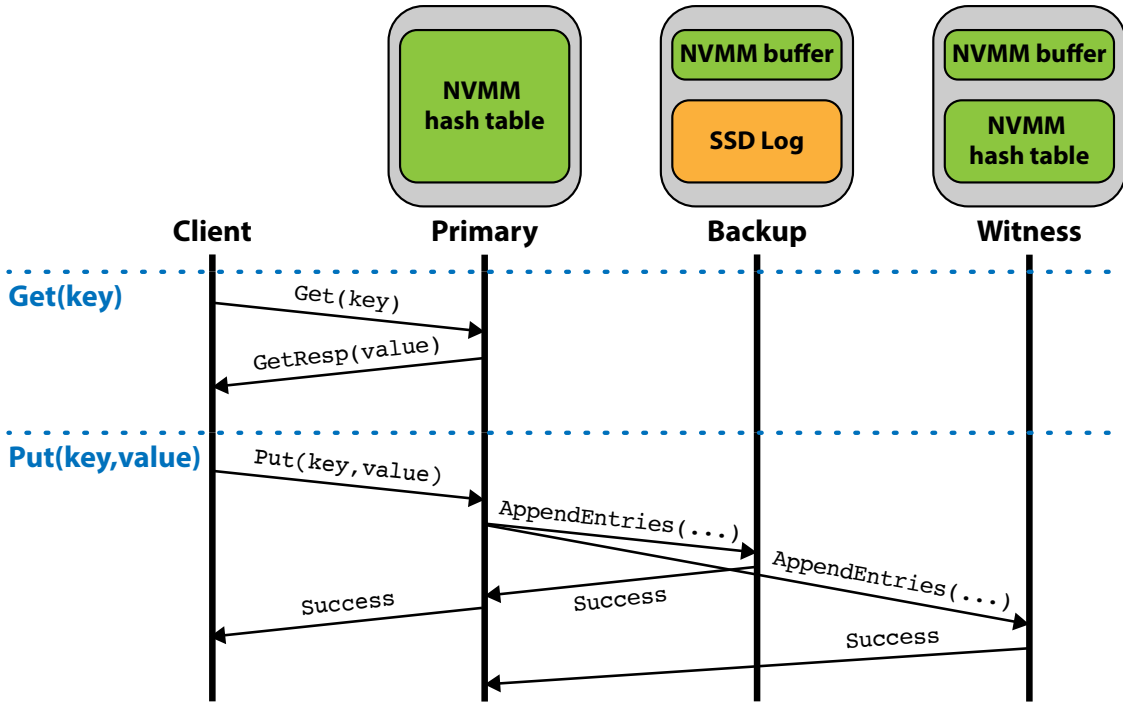 NVMM
hash table
NVMM buffer
SSD Log
NVMM buffer
NVMM
hash table
Client
Primary
Backup
Witness
Get(key)
Get(key)
GetResp(value)
Put(key,value)
Put(key,value)
AppendEntries(...)
AppendEntries(...)
Success
Success
Success